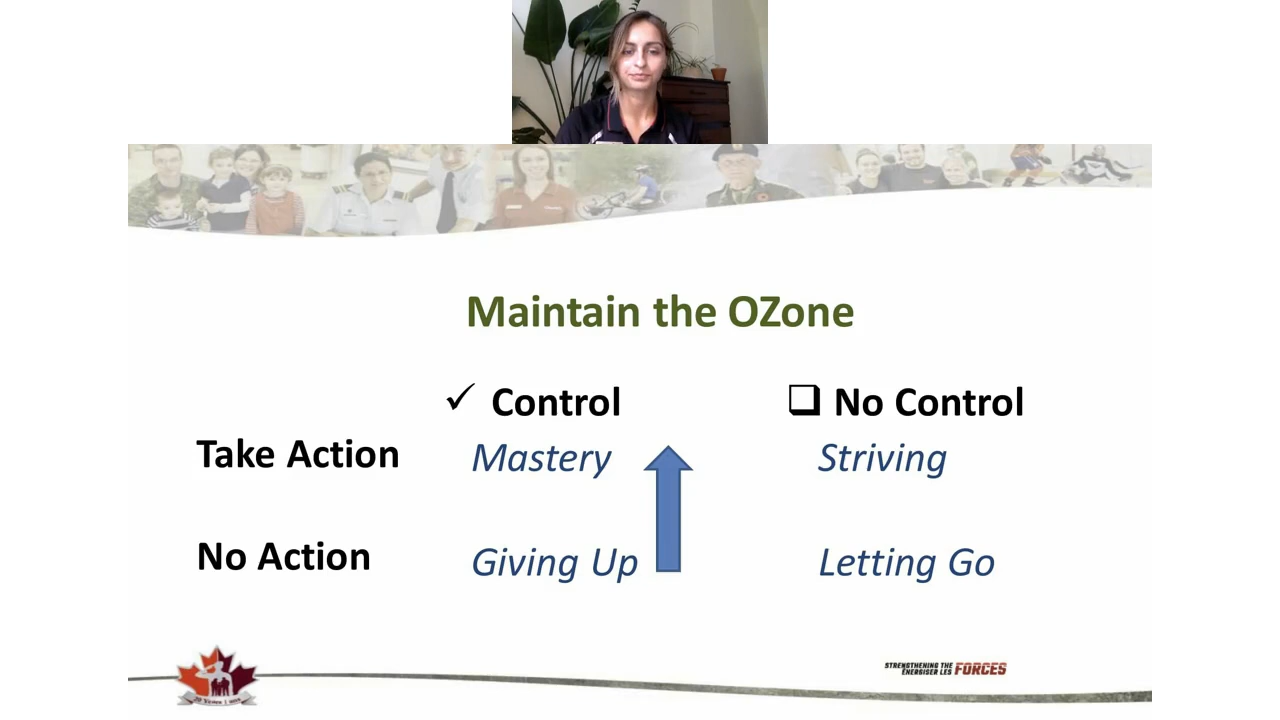 Maintain the OZone
✓ Control
❑ No Control
Take Action
Mastery
Striving
No Action
Giving Up
Letting Go
STRENGTHENING THE
ENERGISER LES FORCES